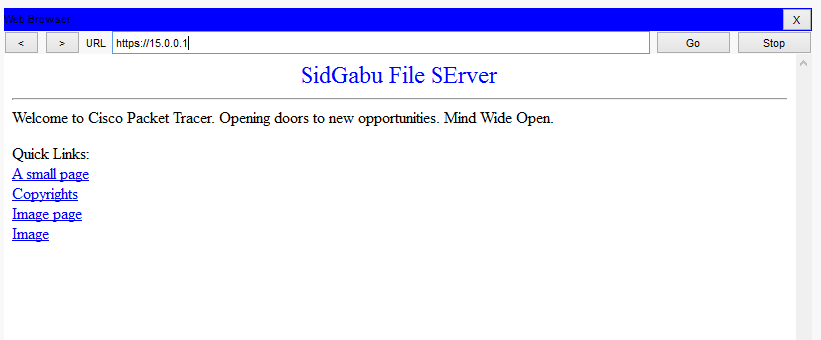 Web Browser
X
< > URL https://15.0.0.1 Go Stop
SidGabu File SErver
Welcome to Cisco Packet Tracer. Opening doors to new opportunities. Mind Wide Open.
Quick Links:
A small page
Copyrights
Image page
Image